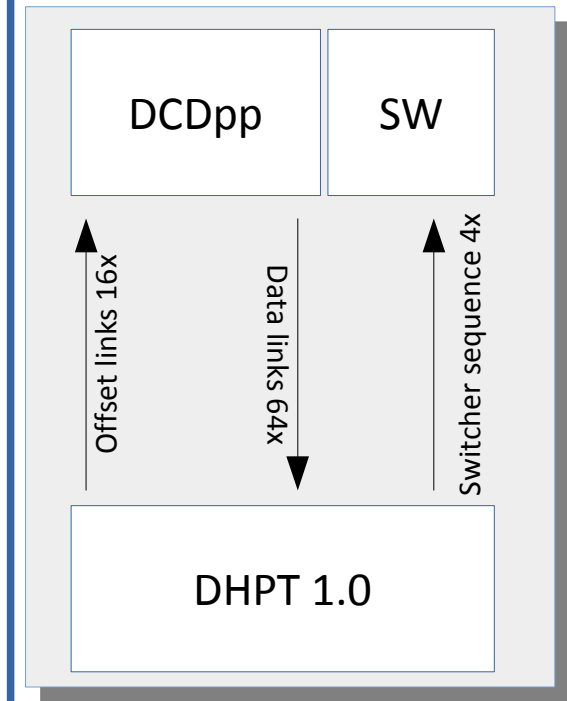 DCDpp
SW
Offset links 16x
Data links 64x
Switcher sequence 4x
DHPT 1.0